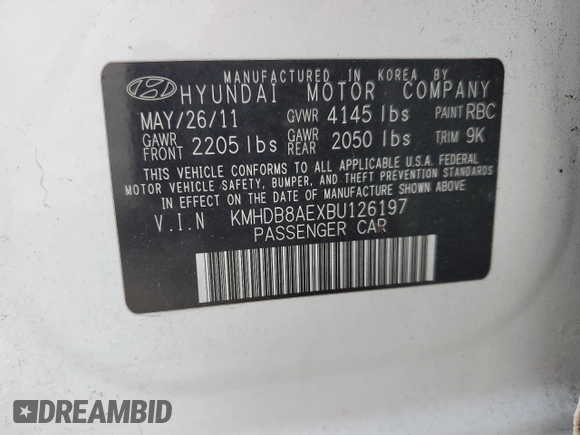 MANUFACTURED IN KOREA BY
HYUNDAI MOTOR COMPANY
MAY/26/11 GVWR 4145 lbs PAINT RBC
GAWR FRONT 2205 lbs GAWR REAR 2050 lbs TRIM 9K
THIS VEHICLE CONFORMS TO ALL APPLICABLE U.S.A. FEDERAL
MOTOR VEHICLE SAFETY, BUMPER, AND THEFT PREVENTION STANDARDS
IN EFFECT ON THE DATE OF MANUFACTURE SHOWN ABOVE.
V.I.N KMHDB8AEXBU126197
PASSENGER CAR
DREAMBID